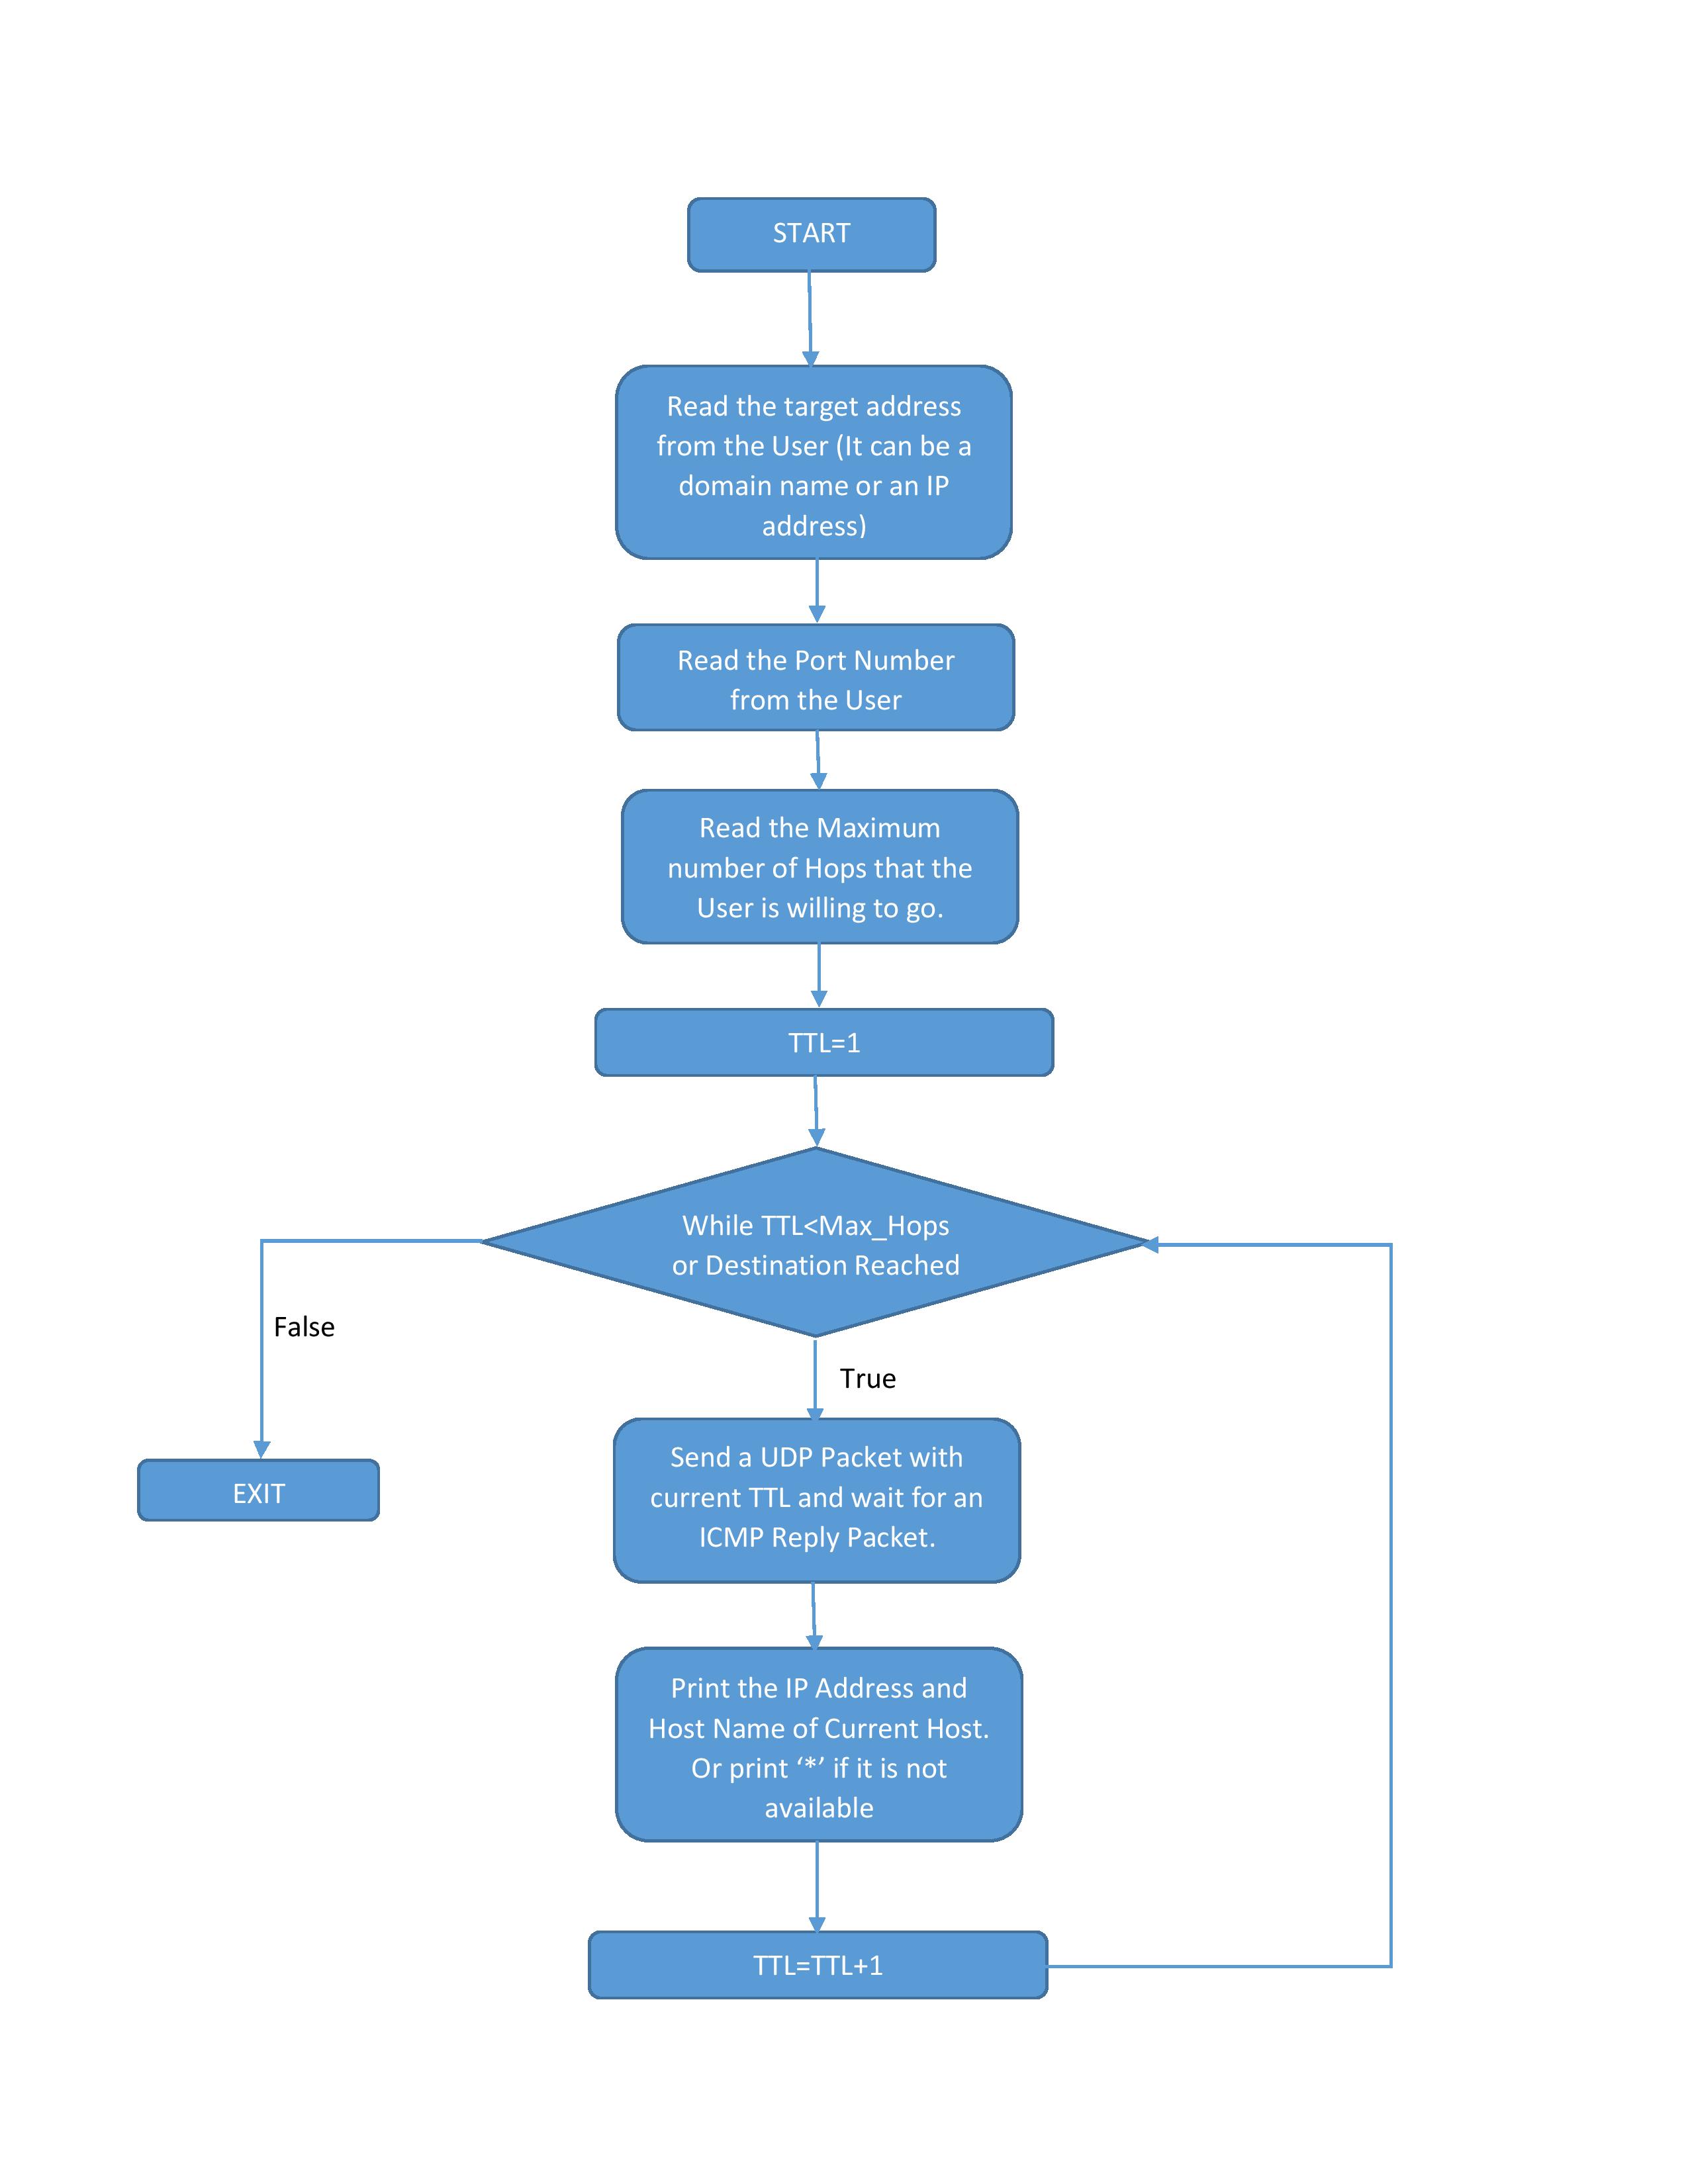 START
Read the target address
from the User (It can be a
domain name or an IP
address)
Read the Port Number
from the User
Read the Maximum
number of Hops that the
User is willing to go.
TTL=1
While TTL<Max_Hops
or Destination Reached
False
True
EXIT
Send a UDP Packet with
current TTL and wait for an
ICMP Reply Packet.
Print the IP Address and
Host Name of Current Host.
Or print ‘*’ if it is not
available
TTL=TTL+1